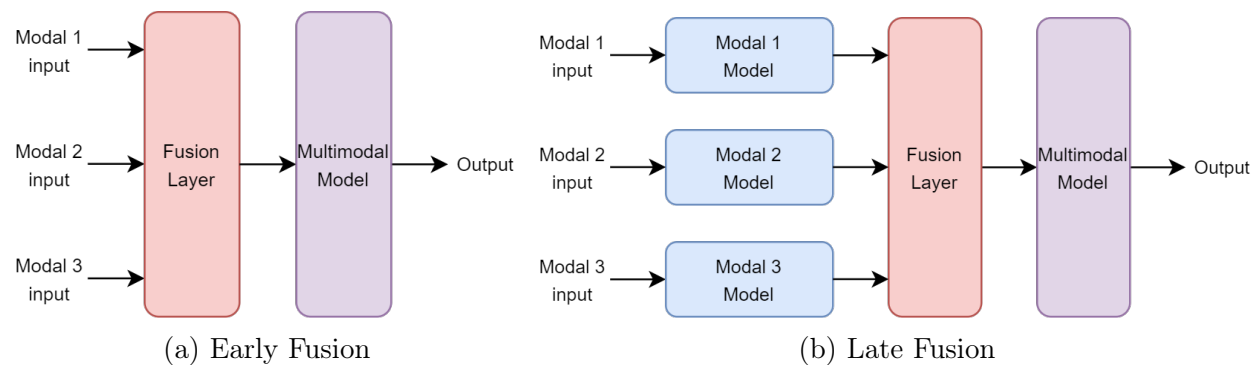 Modal 1
input
Modal 2
input
Modal 3
input
Fusion
Layer
Multimodal
Model
Output
(a) Early Fusion
Modal 1
input
Modal 2
input
Modal 3
input
Modal 1
Model
Modal 2
Model
Modal 3
Model
Fusion
Layer
Multimodal
Model
Output
(b) Late Fusion